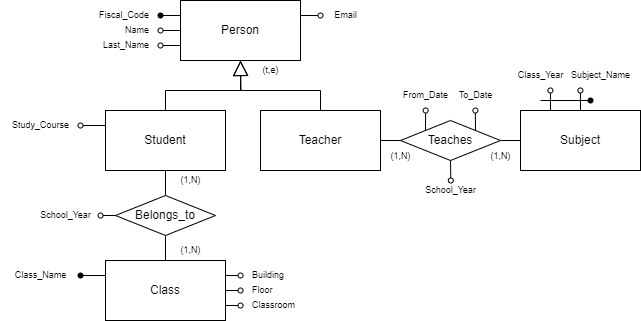 Fiscal_Code
Email
Name
Person
Last_Name
(t,e)
Class_Year Subject_Name
From_Date To_Date
Study_Course
Student
Teacher
Teaches
Subject
(1,N) (1,N)
(1,N)
School_Year
School_Year
Belongs_to
(1,N)
Class_Name
Building
Class
Floor
Classroom